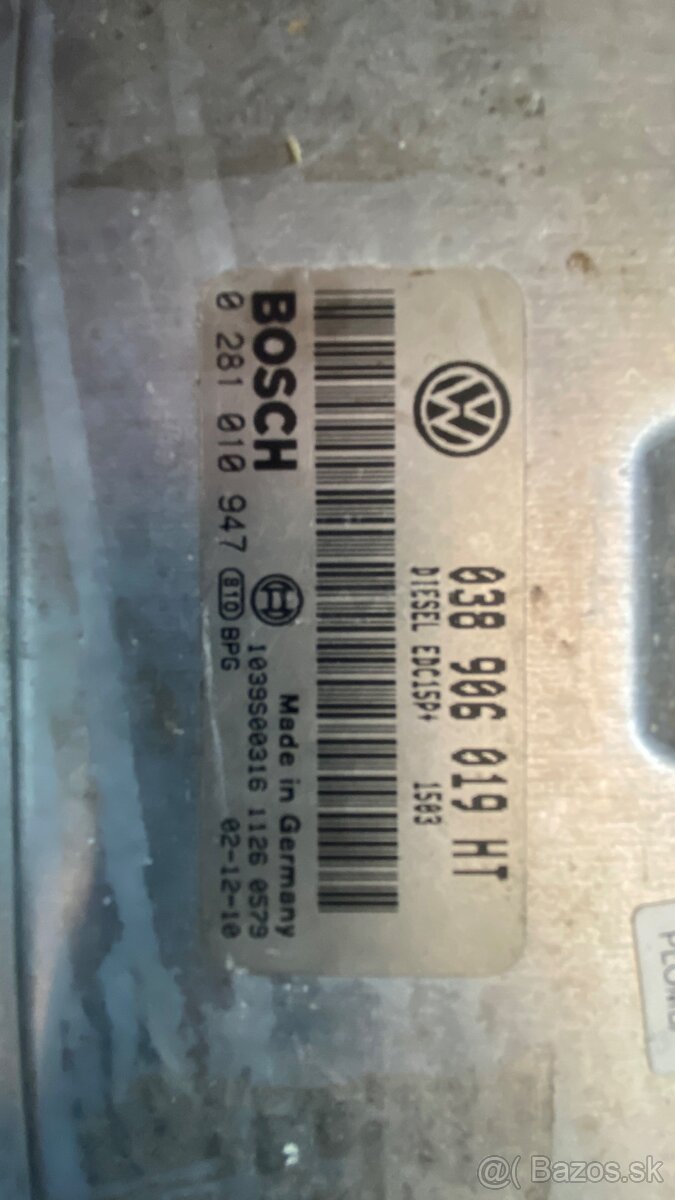 038 906 019 HT
DIESEL EDC15P+ 1503
BOSCH
Made in Germany
0 281 010 947
810 BPG
1039S00316 1126 0579
02-12-10
@( Bazos.sk